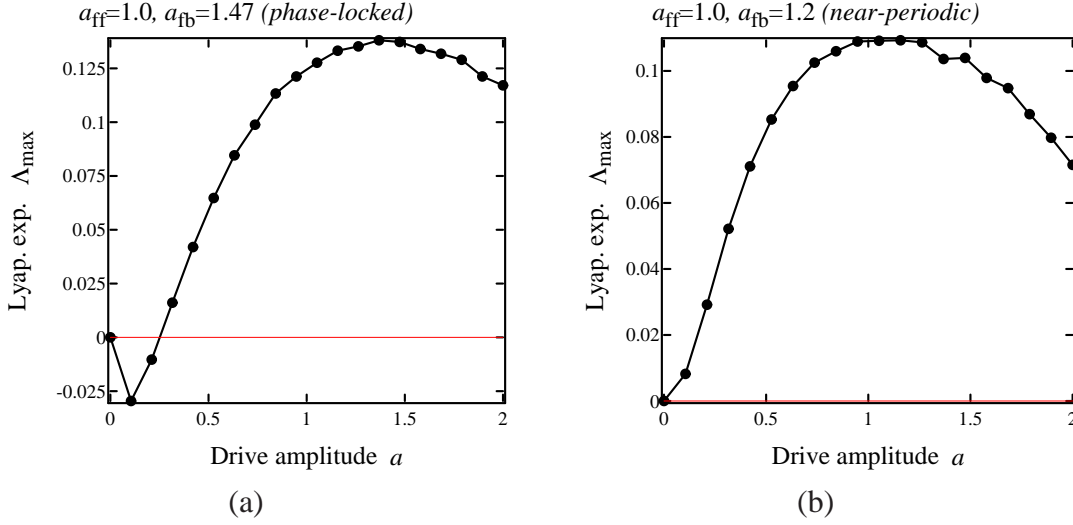 a_ff=1.0, a_fb=1.47 (phase-locked)
0.125
0.1
0.075
0.05
0.025
0
-0.025
Lyap. exp. Λ_max
0 0.5 1 1.5 2
Drive amplitude a
(a)
a_ff=1.0, a_fb=1.2 (near-periodic)
0.1
0.08
0.06
0.04
0.02
0
Lyap. exp. Λ_max
0 0.5 1 1.5 2
Drive amplitude a
(b)